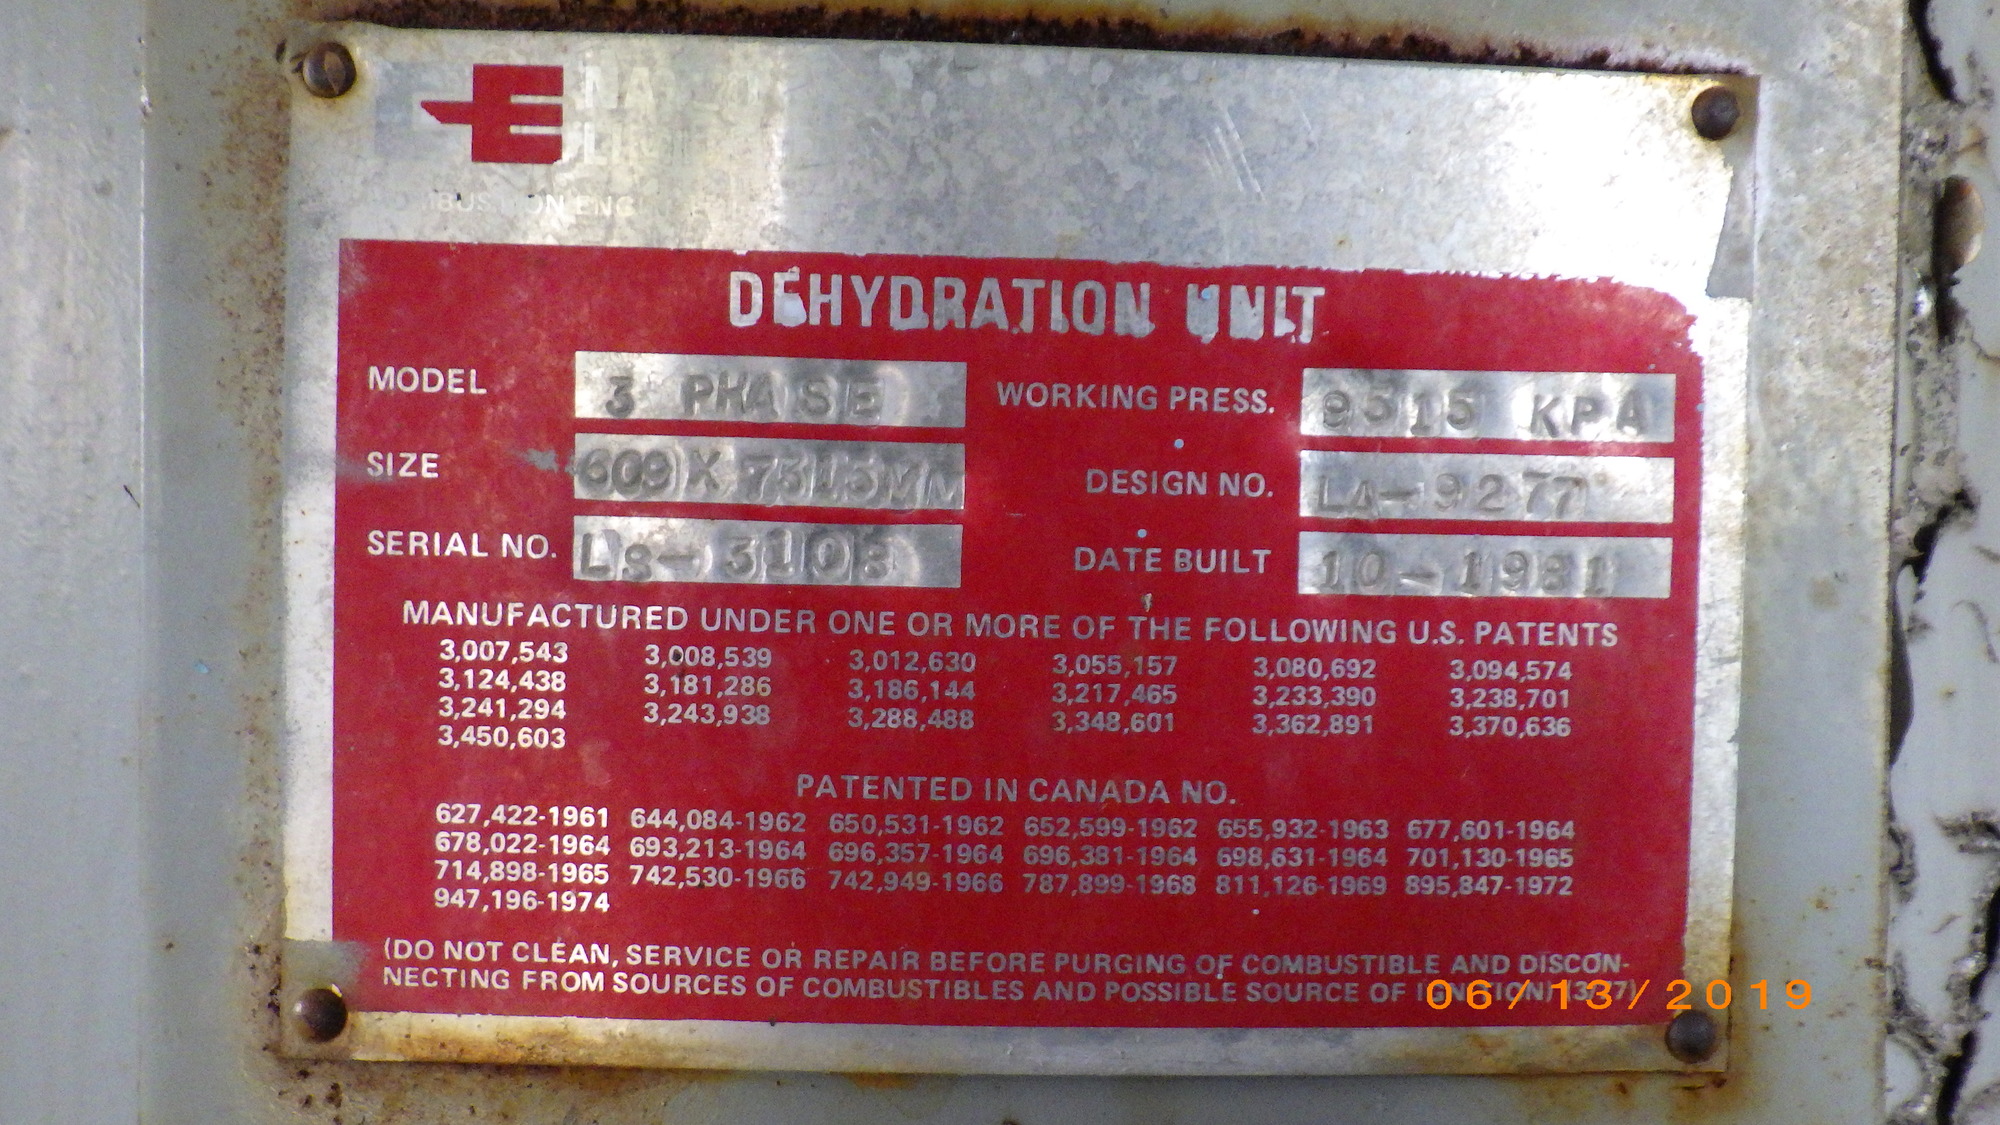 E
DEHYDRATION UNIT
MODEL 3 PHASE WORKING PRESS. 9515 KPA
SIZE 609 X 7315MM DESIGN NO. LA-9277
SERIAL NO. LS-3108 DATE BUILT 10-1981
MANUFACTURED UNDER ONE OR MORE OF THE FOLLOWING U.S. PATENTS
3,007,543 3,008,539 3,012,630 3,055,157 3,080,692 3,094,574
3,124,438 3,181,286 3,186,144 3,217,465 3,233,390 3,238,701
3,241,294 3,243,938 3,288,488 3,348,601 3,362,891 3,370,636
3,450,603
PATENTED IN CANADA NO.
627,422-1961 644,084-1962 650,531-1962 652,599-1962 655,932-1963 677,601-1964
678,022-1964 693,213-1964 696,357-1964 696,381-1964 698,631-1964 701,130-1965
714,898-1965 742,530-1966 742,949-1966 787,899-1968 811,126-1969 895,847-1972
947,196-1974
(DO NOT CLEAN, SERVICE OR REPAIR BEFORE PURGING OF COMBUSTIBLE AND DISCON-
NECTING FROM SOURCES OF COMBUSTIBLES AND POSSIBLE SOURCE OF IGNITION)
06/13/2019